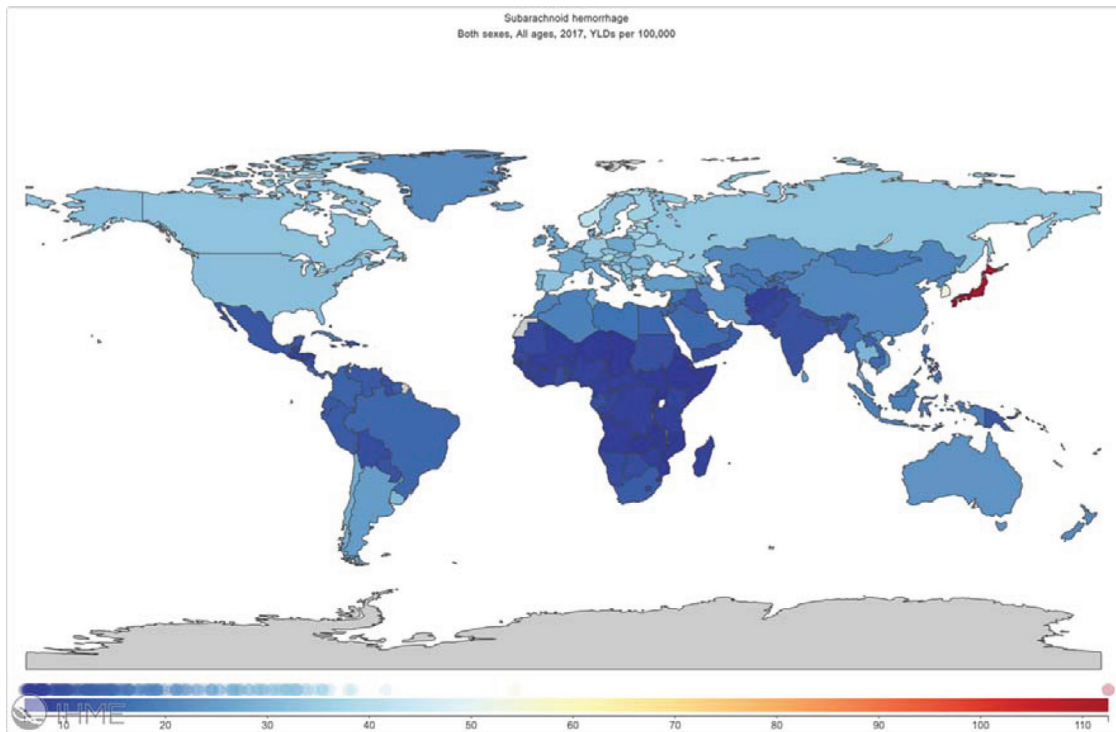 Subarachnoid hemorrhage
Both sexes, All ages, 2017, YLDs per 100,000
IHME
10 20 30 40 50 60 70 80 90 100 110